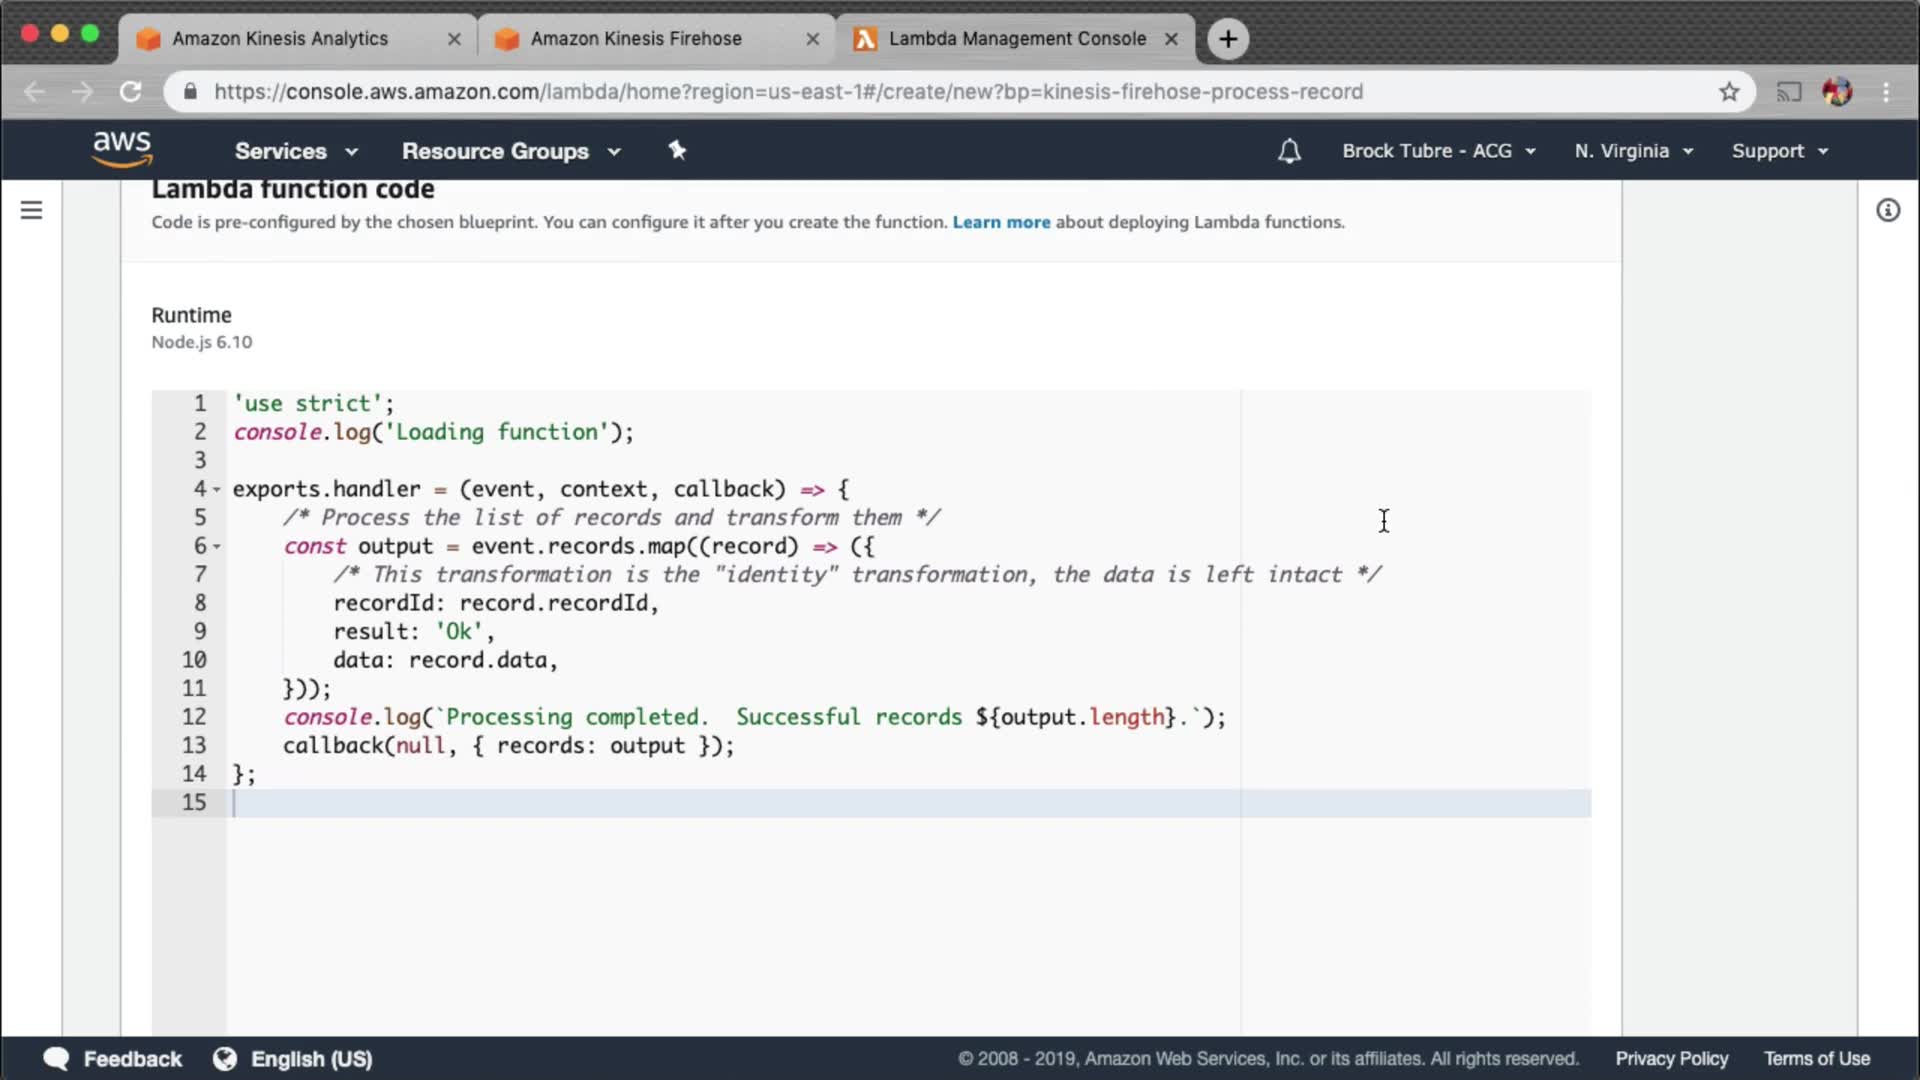 Amazon Kinesis Analytics
Amazon Kinesis Firehose
Lambda Management Console
https://console.aws.amazon.com/lambda/home?region=us-east-1#/create/new?bp=kinesis-firehose-process-record
aws Services Resource Groups Brock Tubre - ACG N. Virginia Support
Lambda function code
Code is pre-configured by the chosen blueprint. You can configure it after you create the function. Learn more about deploying Lambda functions.
Runtime
Node.js 6.10
1 'use strict';
2 console.log('Loading function');
3
4 exports.handler = (event, context, callback) => {
5     /* Process the list of records and transform them */
6     const output = event.records.map((record) => ({
7         /* This transformation is the "identity" transformation, the data is left intact */
8         recordId: record.recordId,
9         result: 'Ok',
10         data: record.data,
11     }));
12     console.log(`Processing completed.  Successful records ${output.length}.`);
13     callback(null, { records: output });
14 };
15
Feedback English (US) © 2008 - 2019, Amazon Web Services, Inc. or its affiliates. All rights reserved. Privacy Policy Terms of Use